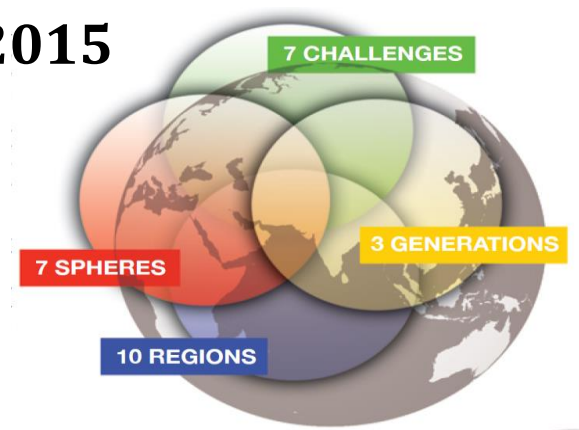 2015
7 CHALLENGES
3 GENERATIONS
7 SPHERES
10 REGIONS